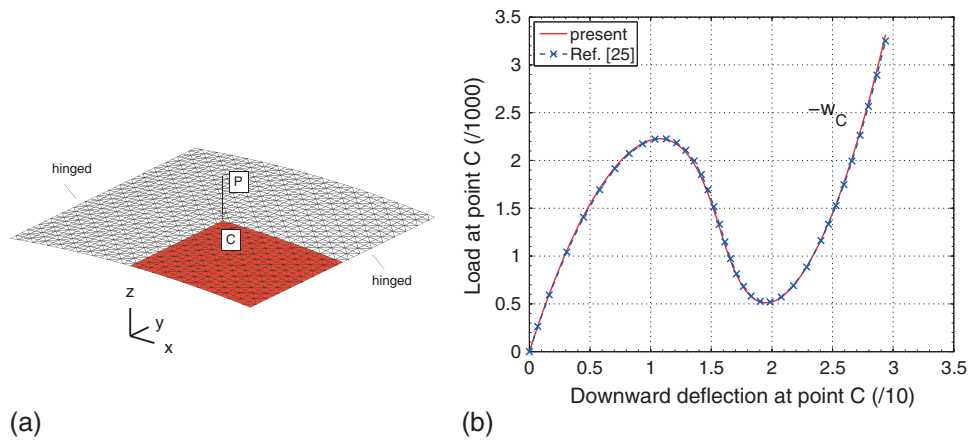 hinged
P
C
hinged
z
y
x
(a)
3.5
3
2.5
2
1.5
1
0.5
0
Load at point C (/1000)
present
Ref. [25]
−w_C
0
0.5
1
1.5
2
2.5
3
3.5
Downward deflection at point C (/10)
(b)